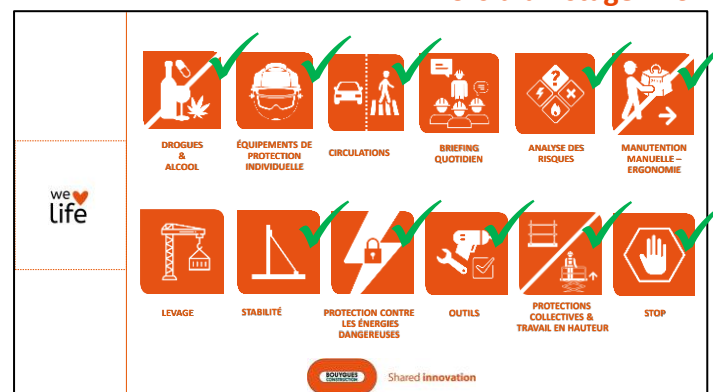 DROGUES
&
ALCOOL
ÉQUIPEMENTS DE
PROTECTION
INDIVIDUELLE
CIRCULATIONS
BRIEFING
QUOTIDIEN
ANALYSE DES
RISQUES
MANUTENTION
MANUELLE –
ERGONOMIE
we
life
LEVAGE
STABILITÉ
PROTECTION CONTRE
LES ÉNERGIES
DANGEREUSES
OUTILS
PROTECTIONS
COLLECTIVES &
TRAVAIL EN HAUTEUR
STOP
BOUYGUES
CONSTRUCTION
Shared innovation